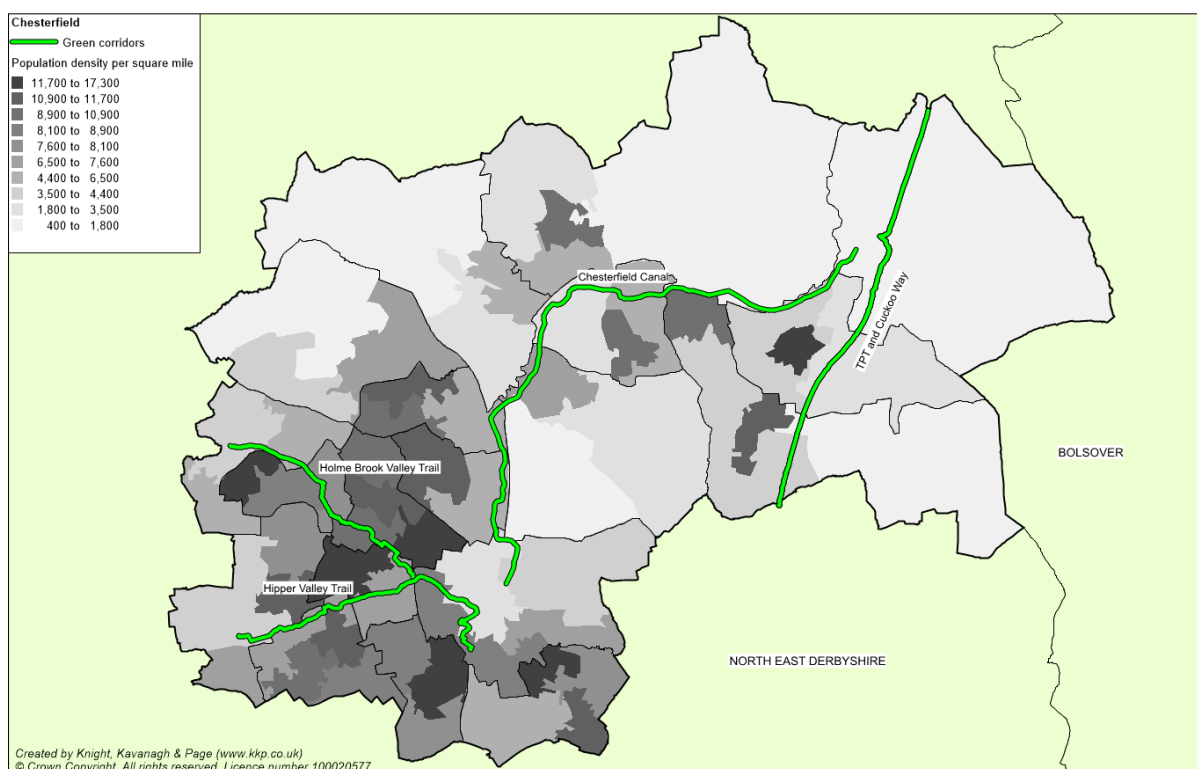 Chesterfield
Green corridors
Population density per square mile
11,700 to 17,300
10,900 to 11,700
8,900 to 10,900
8,100 to 8,900
7,600 to 8,100
6,500 to 7,600
4,400 to 6,500
3,500 to 4,400
1,800 to 3,500
400 to 1,800
Chesterfield Canal
TPT and Cuckoo Way
BOLSOVER
Holme Brook Valley Trail
Hipper Valley Trail
NORTH EAST DERBYSHIRE
Created by Knight, Kavanagh & Page (www.kkp.co.uk)
© Crown Copyright. All rights reserved. Licence number 100020577